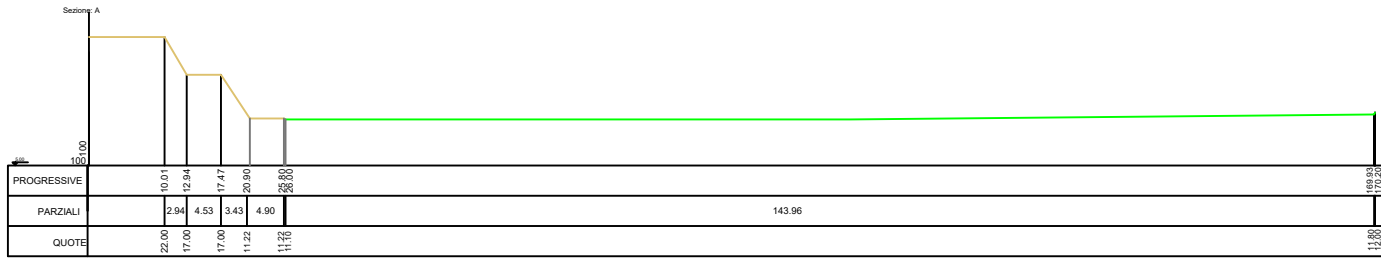 Sezione: A
100
100
5.00
PROGRESSIVE 10.01 12.94 17.47 20.90 25.80 26.00 169.93 170.20
PARZIALI 2.94 4.53 3.43 4.90 143.96
QUOTE 22.00 17.00 17.00 11.22 11.22 11.10 11.80 12.00